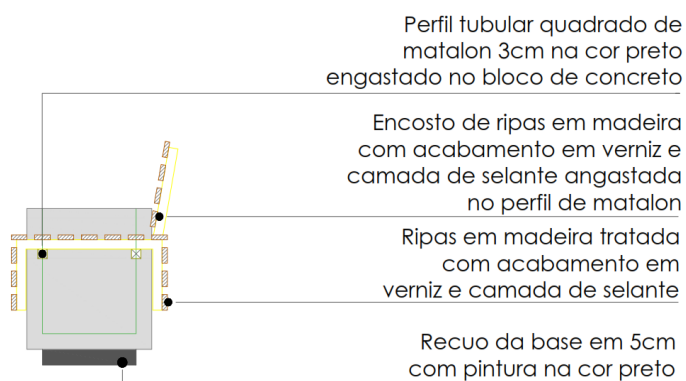 Perfil tubular quadrado de
matalon 3cm na cor preto
engastado no bloco de concreto
Encosto de ripas em madeira
com acabamento em verniz e
camada de selante angastada
no perfil de matalon
Ripas em madeira tratada
com acabamento em
verniz e camada de selante
Recuo da base em 5cm
com pintura na cor preto